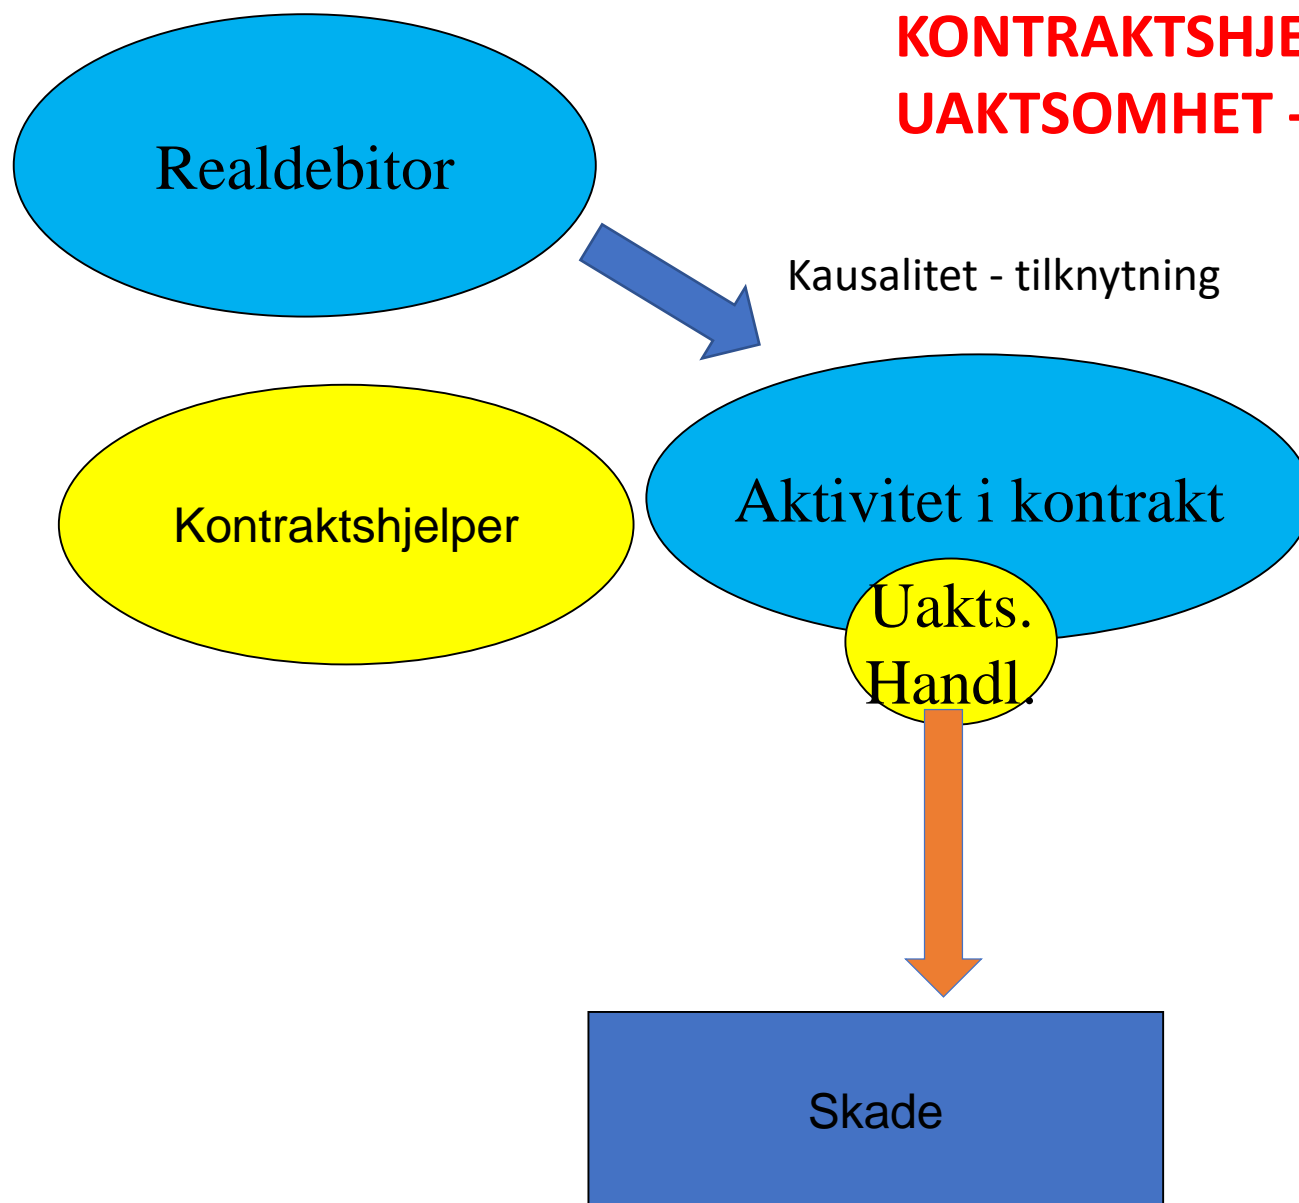 KONTRAKTSHJE
UAKTSOMHET -
Realdebitor
Kausalitet - tilknytning
Kontraktshjelper
Aktivitet i kontrakt
Uakts.
Handl.
Skade